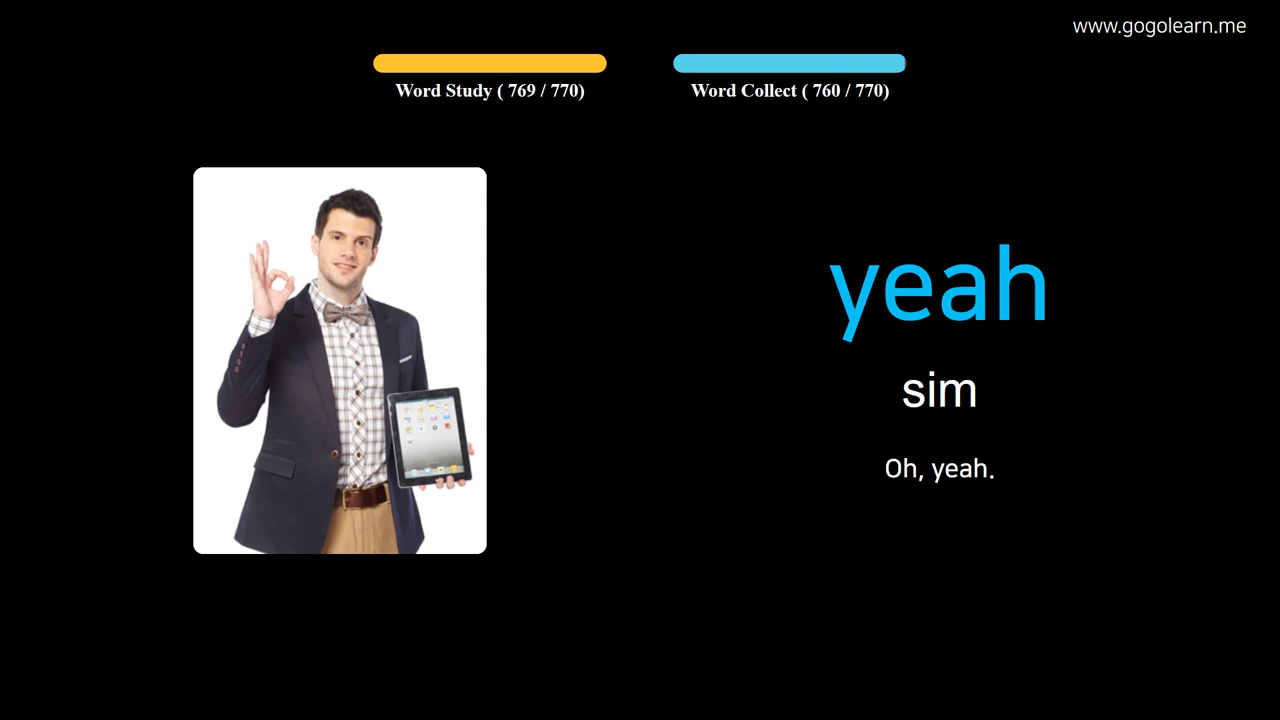 www.gogolearn.me
Word Study ( 769 / 770)
Word Collect ( 760 / 770)
yeah
sim
Oh, yeah.